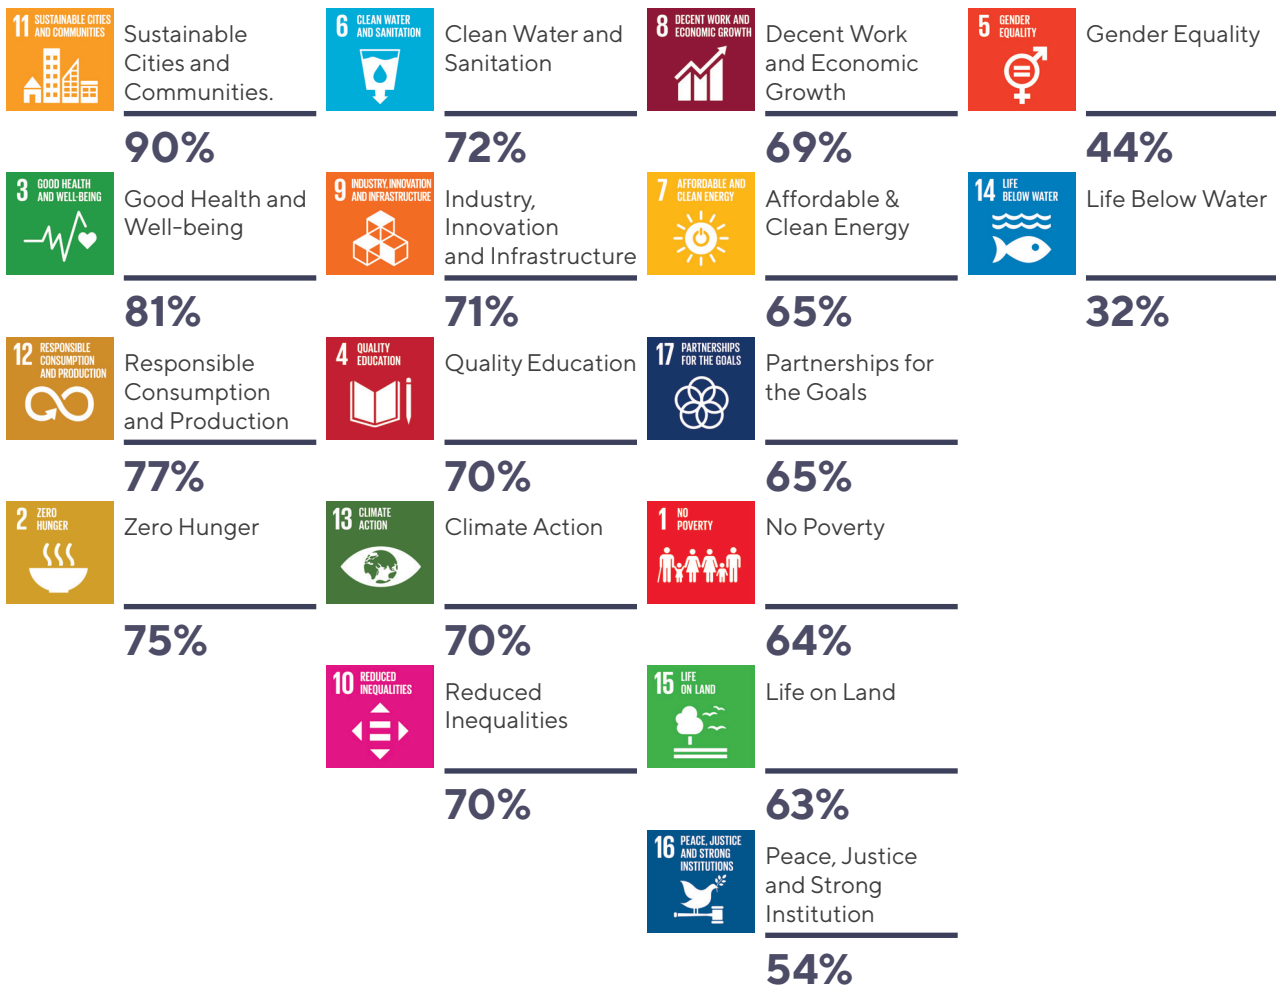 11 SUSTAINABLE CITIES
AND COMMUNITIES
Sustainable
Cities and
Communities.
90%
3 GOOD HEALTH
AND WELL-BEING
Good Health and
Well-being
81%
12 RESPONSIBLE
CONSUMPTION
AND PRODUCTION
Responsible
Consumption
and Production
77%
2 ZERO
HUNGER
Zero Hunger
75%
6 CLEAN WATER
AND SANITATION
Clean Water and
Sanitation
72%
9 INDUSTRY, INNOVATION
AND INFRASTRUCTURE
Industry,
Innovation
and Infrastructure
71%
4 QUALITY
EDUCATION
Quality Education
70%
13 CLIMATE
ACTION
Climate Action
70%
10 REDUCED
INEQUALITIES
Reduced
Inequalities
70%
8 DECENT WORK AND
ECONOMIC GROWTH
Decent Work
and Economic
Growth
69%
7 AFFORDABLE AND
CLEAN ENERGY
Affordable &
Clean Energy
65%
17 PARTNERSHIPS
FOR THE GOALS
Partnerships for
the Goals
65%
1 NO
POVERTY
No Poverty
64%
15 LIFE
ON LAND
Life on Land
63%
16 PEACE, JUSTICE
AND STRONG
INSTITUTIONS
Peace, Justice
and Strong
Institution
54%
5 GENDER
EQUALITY
Gender Equality
44%
14 LIFE
BELOW WATER
Life Below Water
32%